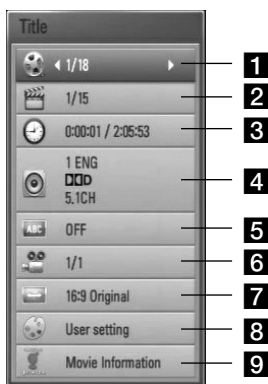 Title
1/18 1
1/15 2
0:00:01 / 2:05:53 3
1 ENG
DD D
5.1CH 4
ABC OFF 5
1/1 6
16:9 Original 7
User setting 8
Movie Information 9